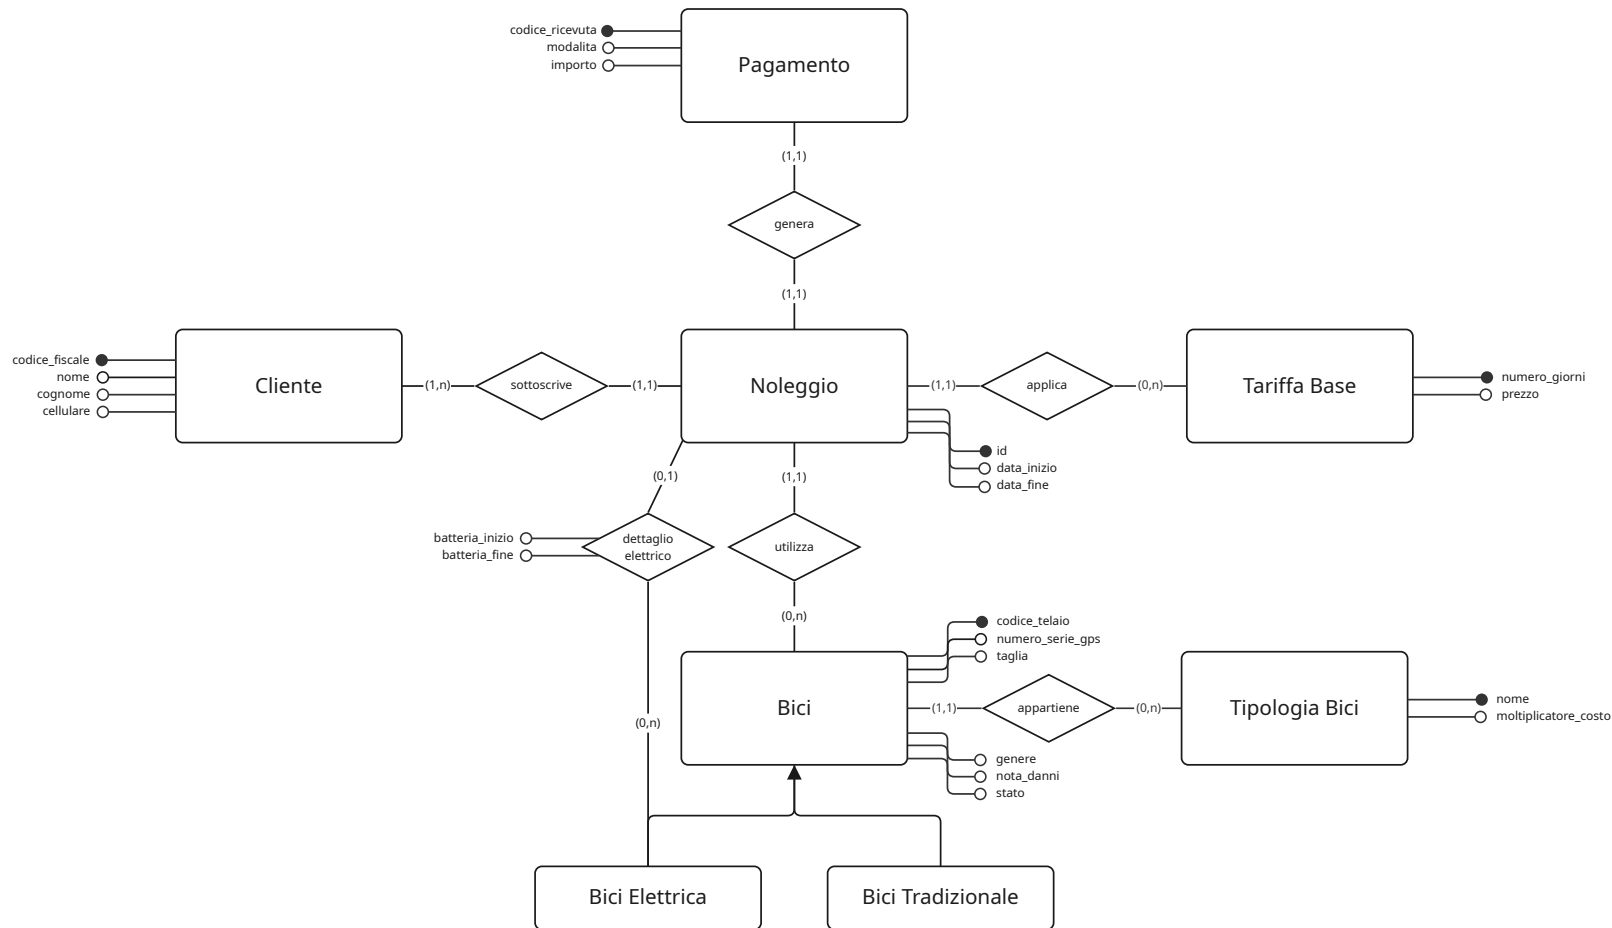 codice_ricevuta
modalita
importo
Pagamento
(1,1)
genera
(1,1)
codice_fiscale
nome
cognome
cellulare
Cliente
(1,n)
sottoscrive
(1,1)
Noleggio
(1,1)
applica
(0,n)
Tariffa Base
numero_giorni
prezzo
id
data_inizio
data_fine
(0,1)
(1,1)
batteria_inizio
batteria_fine
dettaglio
elettrico
utilizza
(0,n)
codice_telaio
numero_serie_gps
taglia
(0,n)
Bici
(1,1)
appartiene
(0,n)
Tipologia Bici
nome
moltiplicatore_costo
genere
nota_danni
stato
Bici Elettrica
Bici Tradizionale